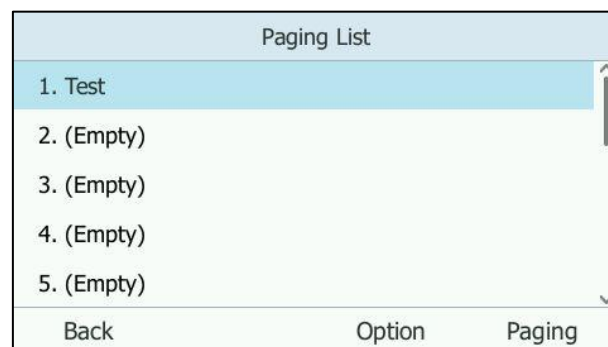 Paging List
1. Test
2. (Empty)
3. (Empty)
4. (Empty)
5. (Empty)
Back Option Paging